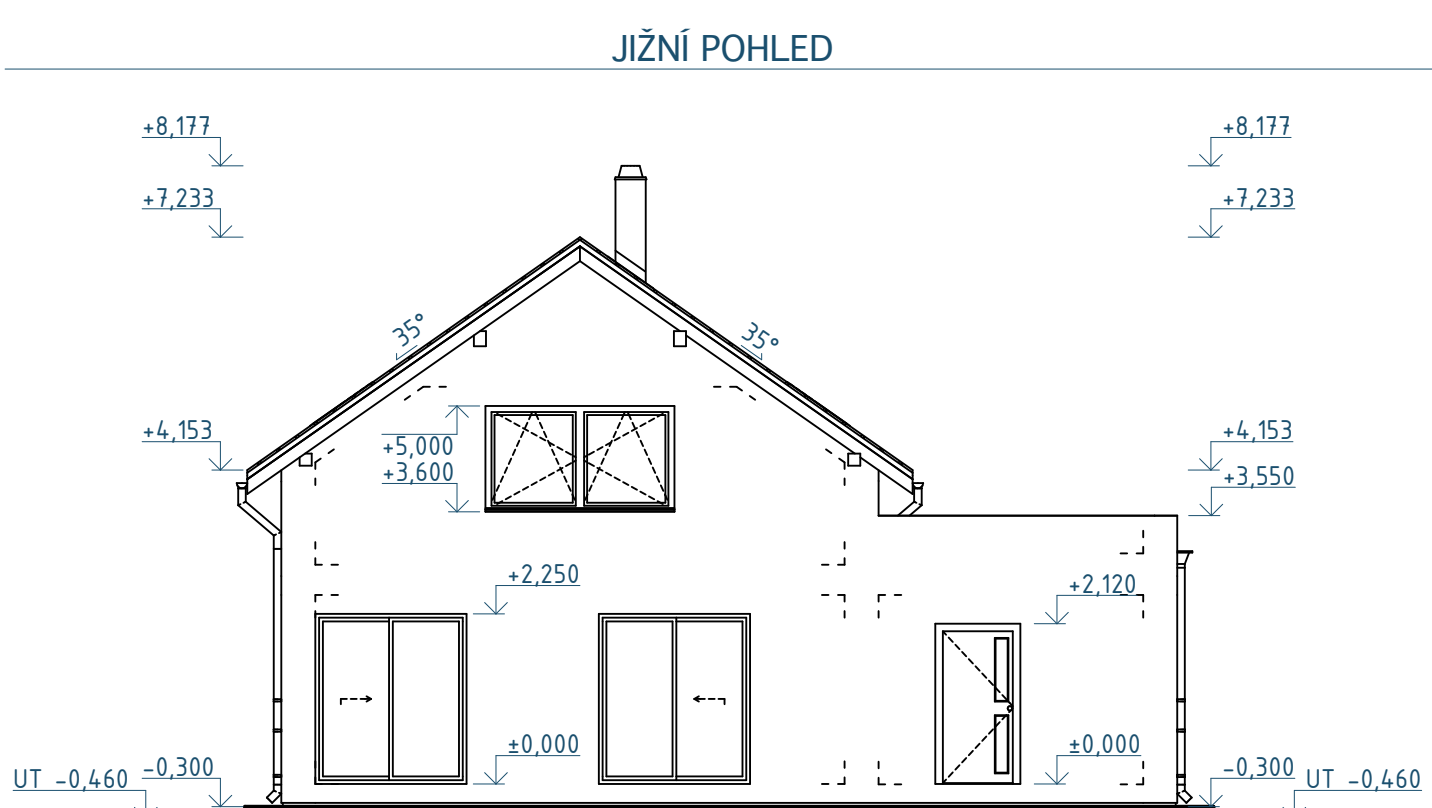 JIŽNÍ POHLED
+8,177 +8,177
+7,233 +7,233
35° 35°
+4,153 +5,000 +4,153
+3,600 +3,550
+2,250 +2,120
±0,000 ±0,000
UT -0,460 -0,300 -0,300 UT -0,460